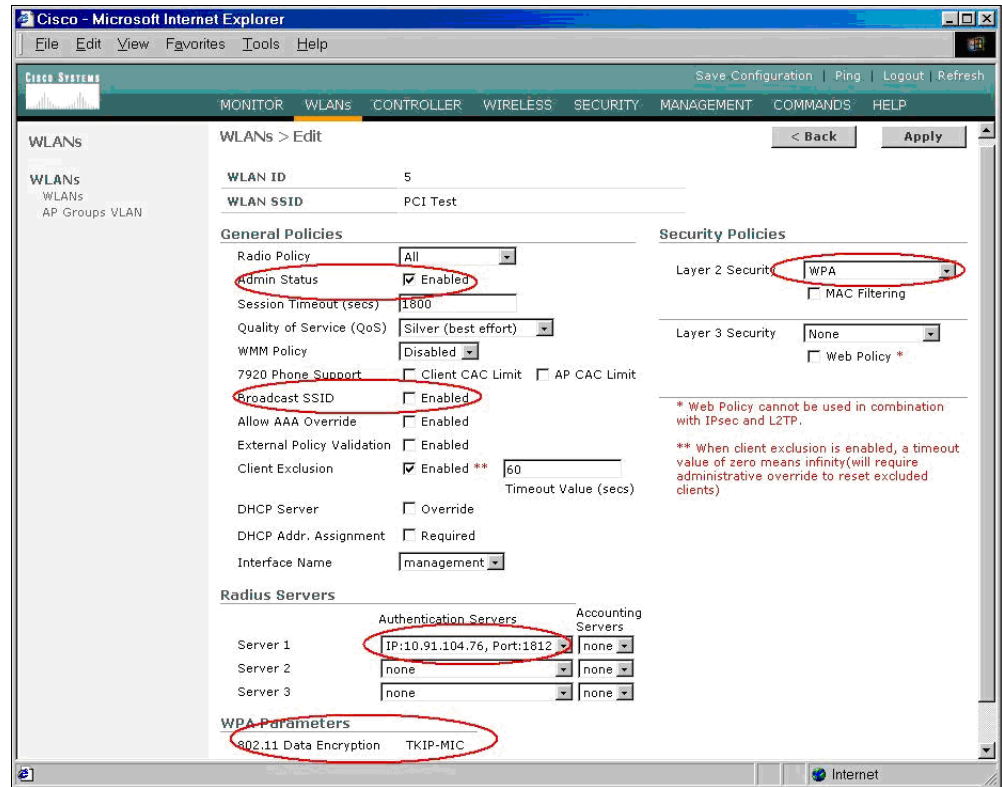 Cisco - Microsoft Internet Explorer
File Edit View Favorites Tools Help
CISCO SYSTEMS
Save Configuration | Ping | Logout | Refresh
MONITOR WLANs CONTROLLER WIRELESS SECURITY MANAGEMENT COMMANDS HELP
WLANs
WLANs
WLANs
AP Groups VLAN
WLANs > Edit
< Back Apply
WLAN ID 5
WLAN SSID PCI Test
General Policies
Radio Policy All
Admin Status Enabled
Session Timeout (secs) 1800
Quality of Service (QoS) Silver (best effort)
WMM Policy Disabled
7920 Phone Support Client CAC Limit AP CAC Limit
Broadcast SSID Enabled
Allow AAA Override Enabled
External Policy Validation Enabled
Client Exclusion Enabled ** 60
Timeout Value (secs)
DHCP Server Override
DHCP Addr. Assignment Required
Interface Name management
Security Policies
Layer 2 Security WPA
MAC Filtering
Layer 3 Security None
Web Policy *
* Web Policy cannot be used in combination
with IPsec and L2TP.
** When client exclusion is enabled, a timeout
value of zero means infinity(will require
administrative override to reset excluded
clients)
Radius Servers
Authentication Servers Accounting
Servers
Server 1 IP:10.91.104.76, Port:1812 none
Server 2 none none
Server 3 none none
WPA Parameters
802.11 Data Encryption TKIP-MIC
Internet